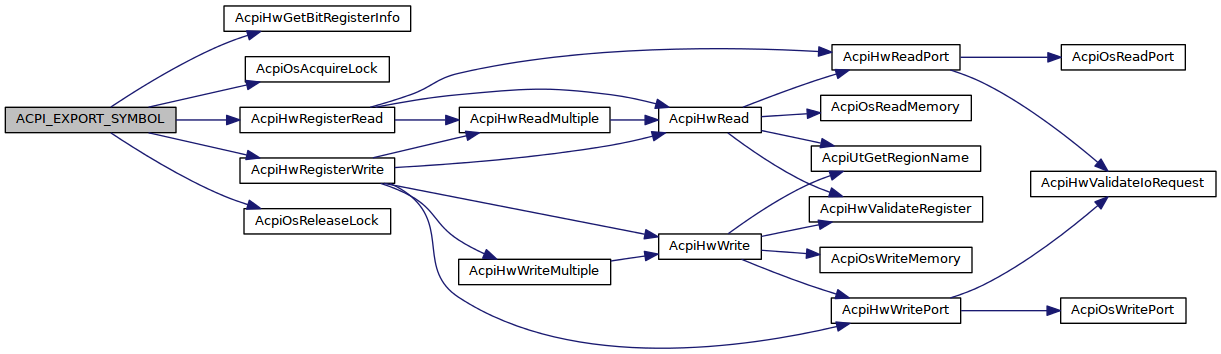 ACPI_EXPORT_SYMBOL
AcpiHwGetBitRegisterInfo
AcpiOsAcquireLock
AcpiHwRegisterRead
AcpiHwRegisterWrite
AcpiOsReleaseLock
AcpiHwReadMultiple
AcpiHwWriteMultiple
AcpiHwRead
AcpiHwWrite
AcpiHwReadPort
AcpiOsReadMemory
AcpiUtGetRegionName
AcpiHwValidateRegister
AcpiOsWriteMemory
AcpiHwWritePort
AcpiOsReadPort
AcpiHwValidateIoRequest
AcpiOsWritePort